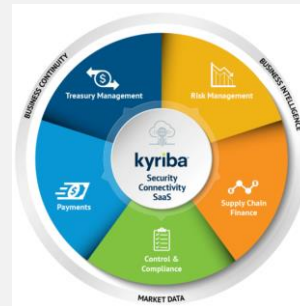 BUSINESS CONTINUITY
BUSINESS INTELLIGENCE
Treasury Management
Risk Management
kyriba
Security
Connectivity
SaaS
Payments
Supply Chain
Finance
Control &
Compliance
MARKET DATA